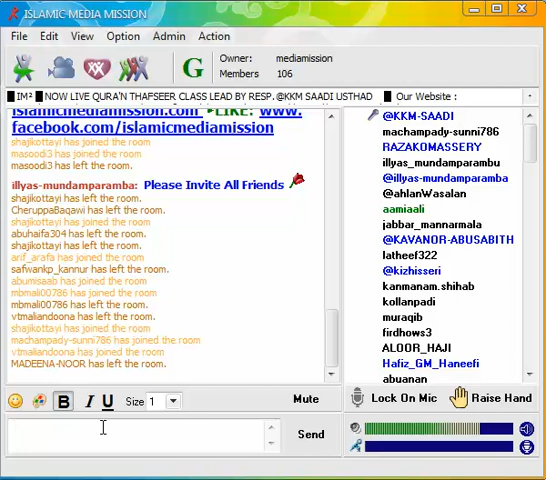 ISLAMIC MEDIA MISSION
File Edit View Option Admin Action
G
Owner: mediamission
Members 106
IM² NOW LIVE QURA'N THAFSEER CLASS LEAD BY RESP. @KKM SAADI USTHAD Our Website :
islamicmediamission.com ►LIKE: www.
facebook.com/islamicmediamission
shajikottayi has joined the room
masoodi3 has joined the room
masoodi3 has left the room.
illyas-mundamparamba: Please Invite All Friends
shajikottayi has left the room.
CheruppaBaqawi has left the room.
shajikottayi has joined the room
abuhaifa304 has left the room.
shajikottayi has left the room.
arif_arafa has joined the room
safwankp_kannur has left the room.
abumisaab has joined the room
mbmali00786 has joined the room
mbmali00786 has left the room.
vtmaliandoona has left the room.
shajikottayi has joined the room
machampady-sunni786 has joined the room
vtmaliandoona has joined the room
MADEENA-NOOR has left the room.
@KKM-SAADI
machampady-sunni786
RAZAKOMASSERY
illyas_mundamparambu
@illyas-mundaparamba
@ahlanWasalan
aamiaali
jabbar_mannarmala
@KAVANOR-ABUSABITH
latheef322
@kizhisseri
kanmanam.shihab
kollanpadi
muraqib
firdhows3
ALOOR_HAJI
Hafiz_GM_Haneefi
abuanan
B I U Size 1 Mute
Lock On Mic Raise Hand
Send